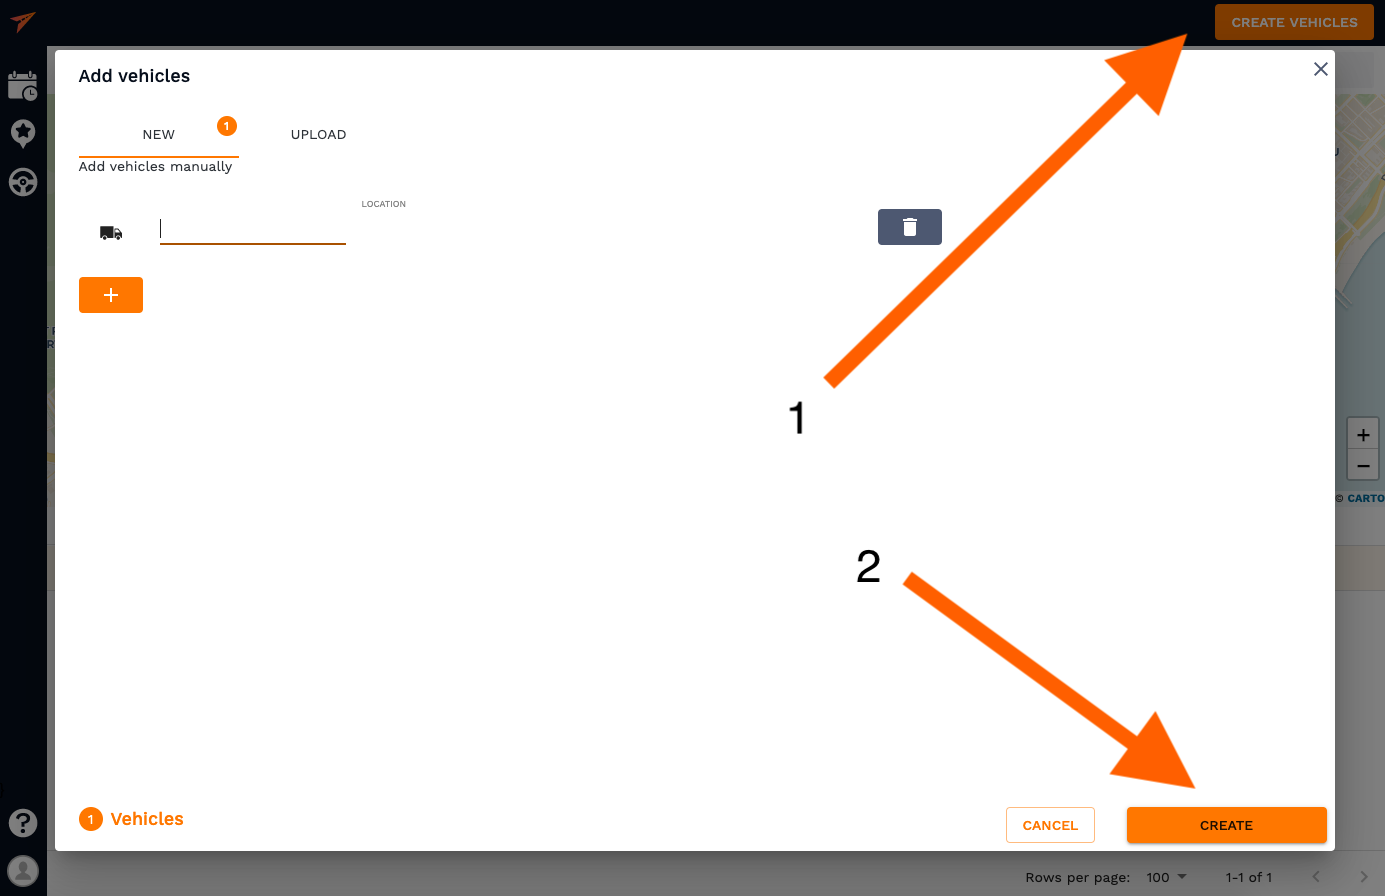 CREATE VEHICLES
Add vehicles
NEW
1
UPLOAD
Add vehicles manually
LOCATION
1
+
−
© CARTO
2
1 Vehicles
CANCEL
CREATE
?
Rows per page: 100
1-1 of 1